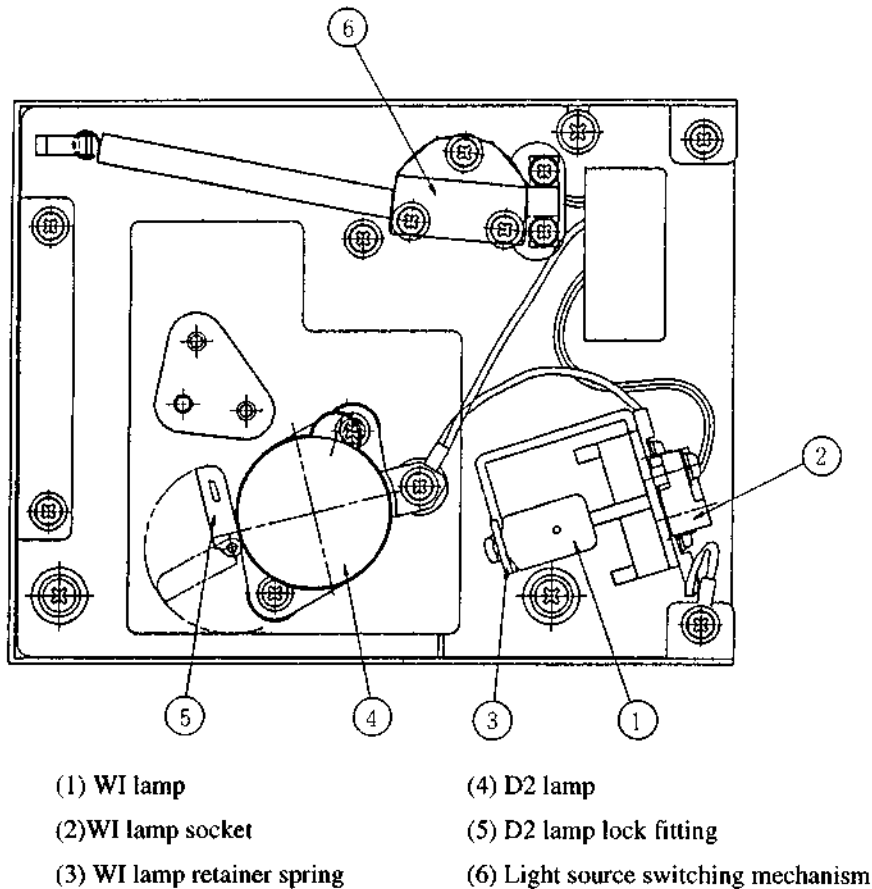 6
2
5
4
3
1
(1) WI lamp
(2)WI lamp socket
(3) WI lamp retainer spring
(4) D2 lamp
(5) D2 lamp lock fitting
(6) Light source switching mechanism